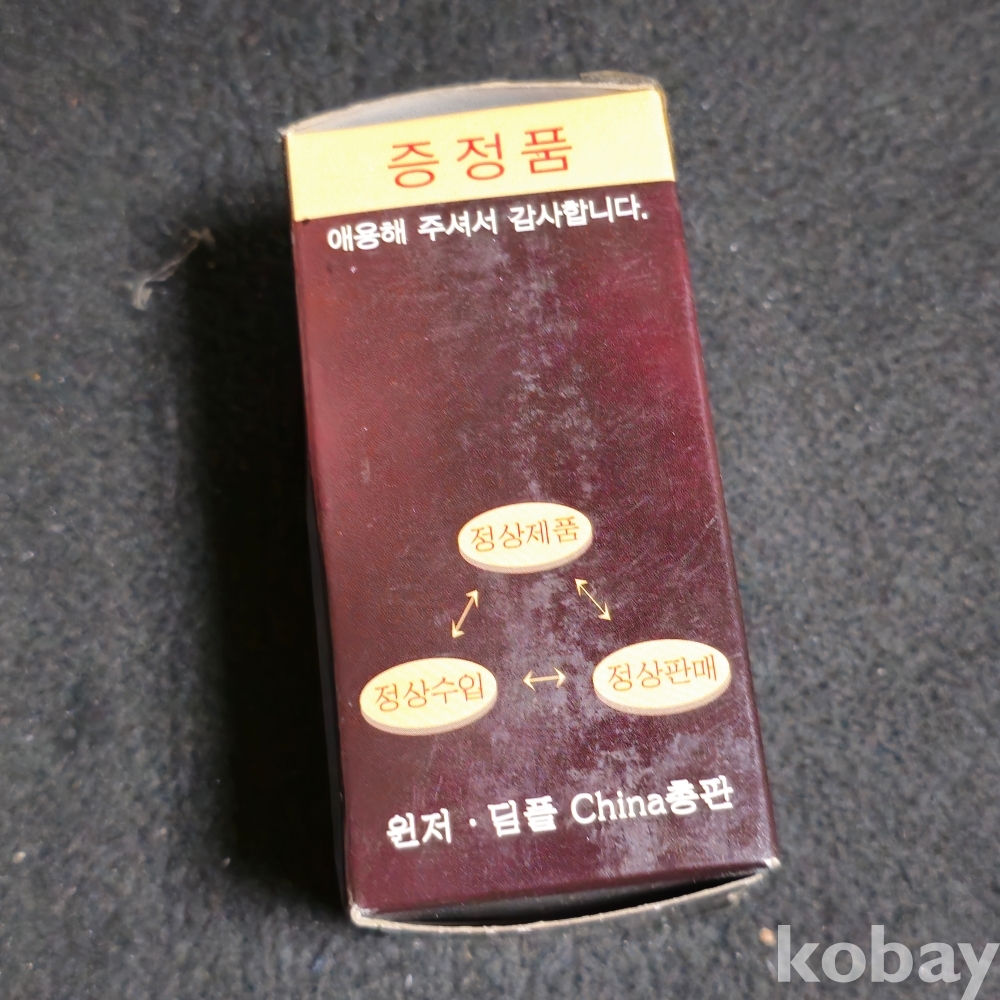 증정품
애용해 주셔서 감사합니다.
정상제품
정상수입 정상판매
윈저·딤플 China총판
kobay